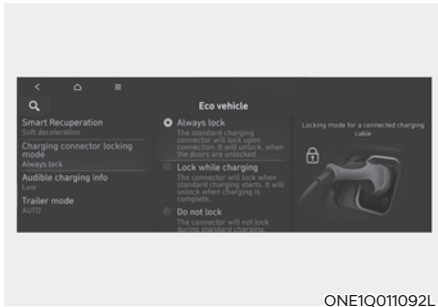 Eco vehicle
Smart Recuperation
Soft deceleration
Charging connector locking
mode
Always lock
Audible charging info
Low
Trailer mode
AUTO
Always lock
The standard charging
connector will lock upon
connection. It will unlock, when
the doors are unlocked.
Lock while charging
The connector will lock when
standard charging starts. It will
unlock when charging is
complete.
Do not lock
The connector will not lock
during standard charging.
Locking mode for a connected charging
cable
ONE1Q011092L